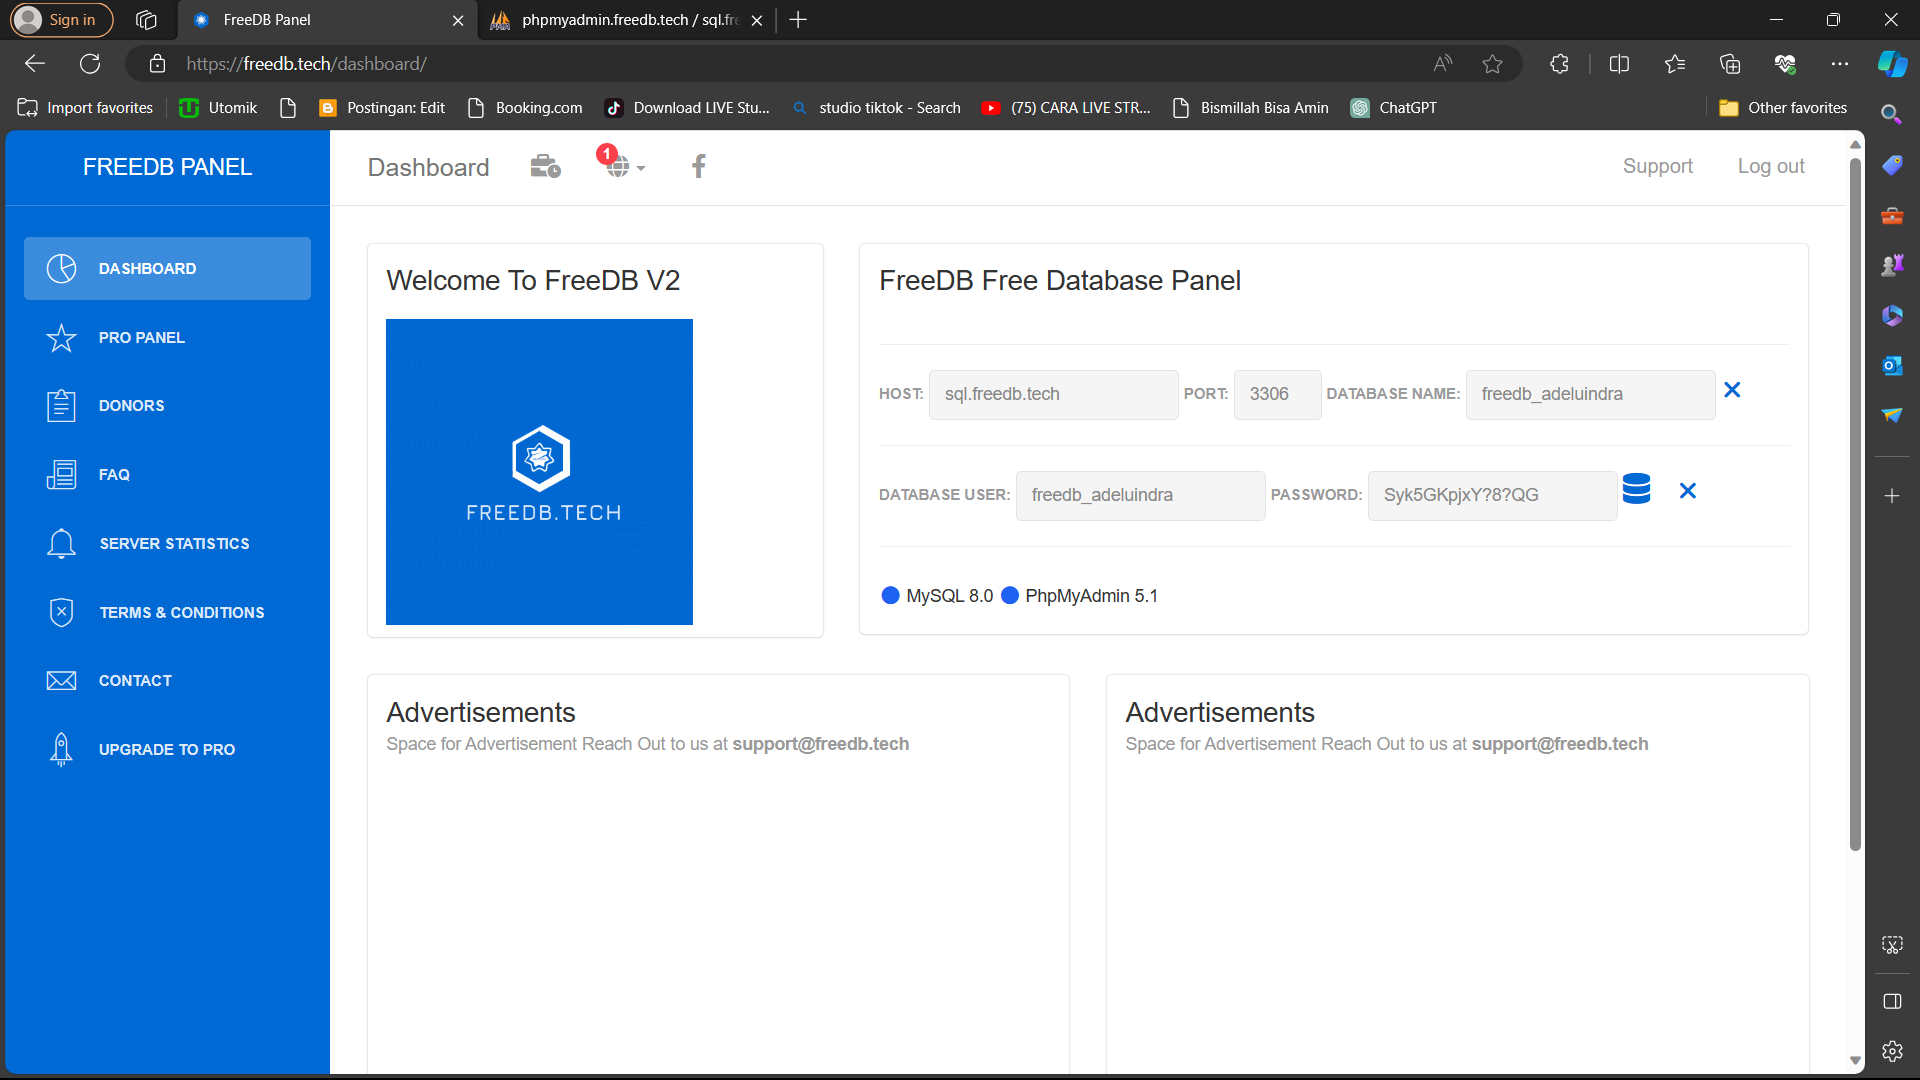 Sign in
FreeDB Panel
phpmyadmin.freedb.tech / sql.fre
https://freedb.tech/dashboard/
Import favorites
Utomik
Postingan: Edit
Booking.com
Download LIVE Stu...
studio tiktok - Search
(75) CARA LIVE STR...
Bismillah Bisa Amin
ChatGPT
Other favorites
FREEDB PANEL
Dashboard
1
Support
Log out
DASHBOARD
PRO PANEL
DONORS
FAQ
SERVER STATISTICS
TERMS & CONDITIONS
CONTACT
UPGRADE TO PRO
Welcome To FreeDB V2
FREEDB.TECH
FreeDB Free Database Panel
HOST: sql.freedb.tech PORT: 3306 DATABASE NAME: freedb_adeluindra
DATABASE USER: freedb_adeluindra PASSWORD: Syk5GKpjxY?8?QG
MySQL 8.0 PhpMyAdmin 5.1
Advertisements
Space for Advertisement Reach Out to us at support@freedb.tech
Advertisements
Space for Advertisement Reach Out to us at support@freedb.tech